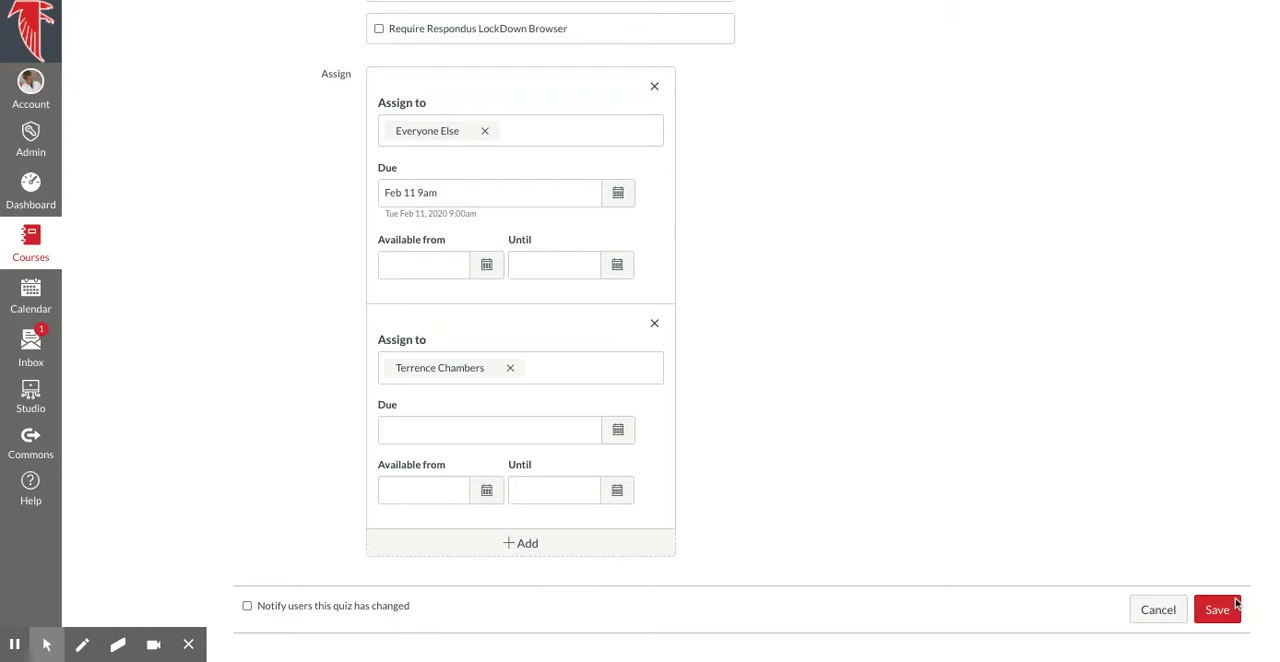 Require Respondus LockDown Browser
Assign
Assign to
Everyone Else
Due
Feb 11 9am
Tue Feb 11, 2020 9:00am
Available from Until
Assign to
Terrence Chambers
Due
Available from Until
Add
Notify users this quiz has changed
Cancel Save
Account
Admin
Dashboard
Courses
Calendar
1
Inbox
Studio
Commons
Help